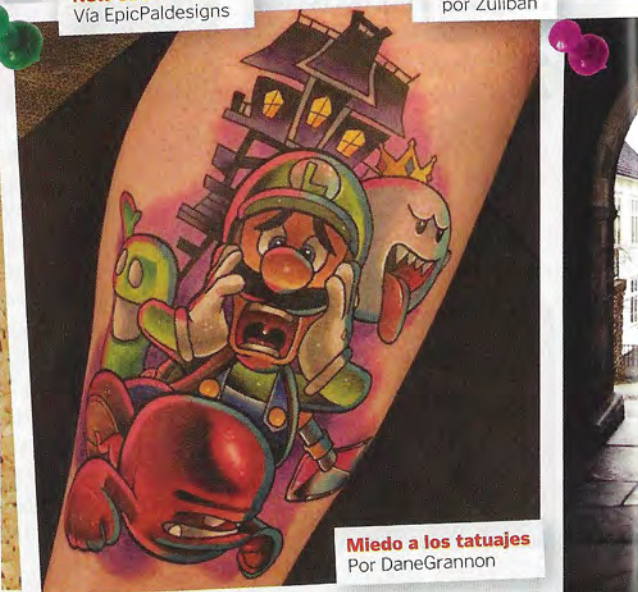 Vía EpicPaldesigns
por Zuliban
L
Miedo a los tatuajes
Por DaneGrannon